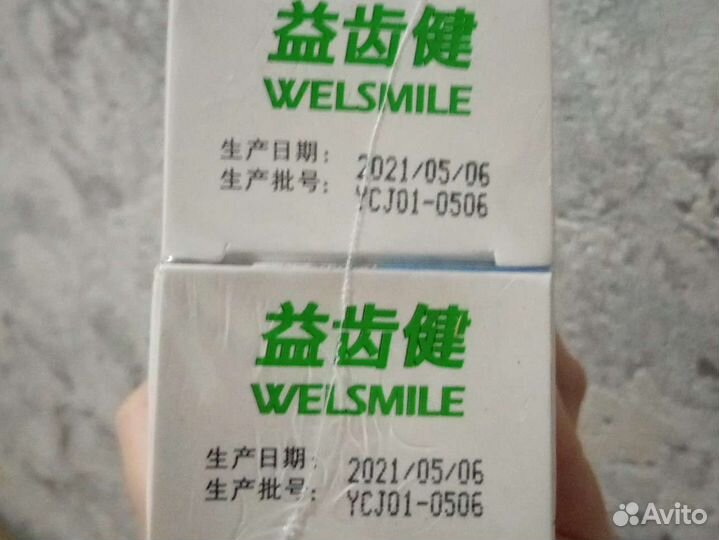 益齿健
WELSMILE
生产日期: 2021/05/06
生产批号: YCJ01-0506
益齿健
WELSMILE
生产日期: 2021/05/06
生产批号: YCJ01-0506
Avito